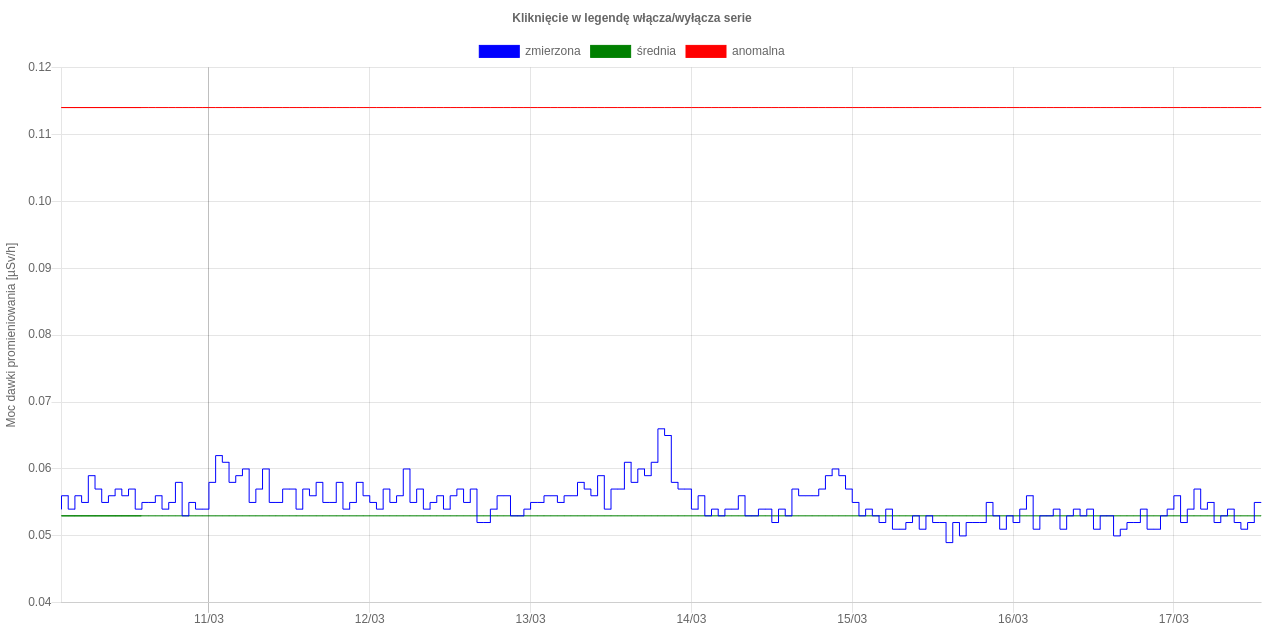 Kliknięcie w legendę włącza/wyłącza serie
zmierzona średnia anomalna
Moc dawki promieniowania [µSv/h]
0.12
0.11
0.10
0.09
0.08
0.07
0.06
0.05
0.04
11/03 12/03 13/03 14/03 15/03 16/03 17/03